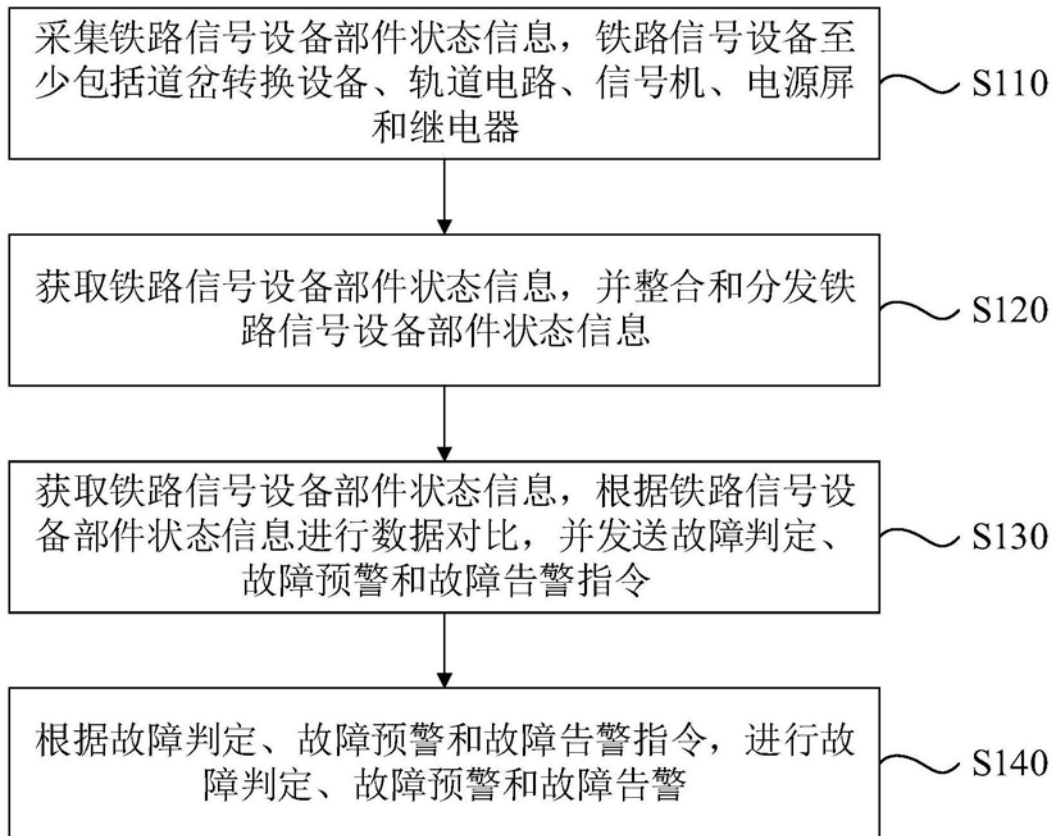 采集铁路信号设备部件状态信息，铁路信号设备至
少包括道岔转换设备、轨道电路、信号机、电源屏
和继电器
S110
获取铁路信号设备部件状态信息，并整合和分发铁
路信号设备部件状态信息
S120
获取铁路信号设备部件状态信息，根据铁路信号设
备部件状态信息进行数据对比，并发送故障判定、
故障预警和故障告警指令
S130
根据故障判定、故障预警和故障告警指令，进行故
障判定、故障预警和故障告警
S140